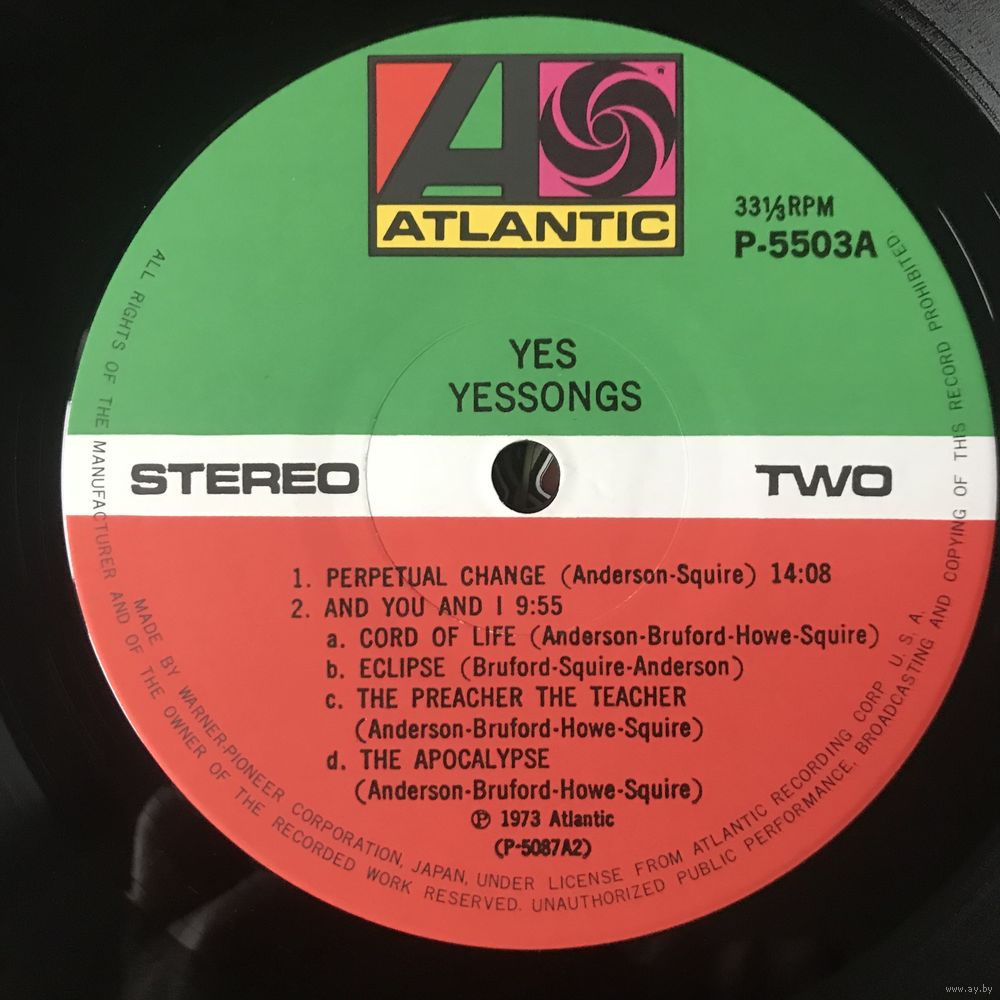 ATLANTIC
33⅓RPM
P-5503A
YES
YESSONGS
STEREO
TWO
1. PERPETUAL CHANGE (Anderson-Squire) 14:08
2. AND YOU AND I 9:55
a. CORD OF LIFE (Anderson-Bruford-Howe-Squire)
b. ECLIPSE (Bruford-Squire-Anderson)
c. THE PREACHER THE TEACHER
(Anderson-Bruford-Howe-Squire)
d. THE APOCALYPSE
(Anderson-Bruford-Howe-Squire)
℗ 1973 Atlantic
(P-5087A2)
MADE BY WARNER-PIONEER CORPORATION, JAPAN, UNDER LICENSE FROM ATLANTIC RECORDING CORP U. S. A.
ALL RIGHTS OF THE MANUFACTURER AND OF THE OWNER OF THE RECORDED WORK RESERVED. UNAUTHORIZED PUBLIC PERFORMANCE, BROADCASTING AND COPYING OF THIS RECORD PROHIBITED.
www.ay.by